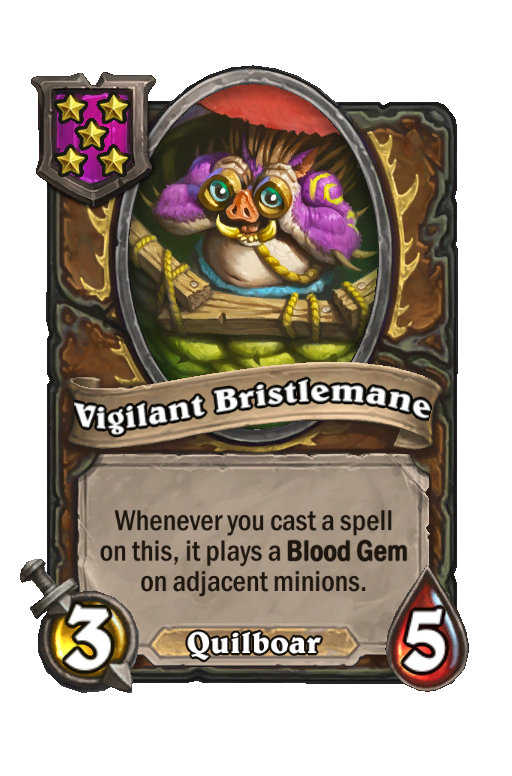 Vigilant Bristlemane
Whenever you cast a spell
on this, it plays a Blood Gem
on adjacent minions.
3
Quilboar
5